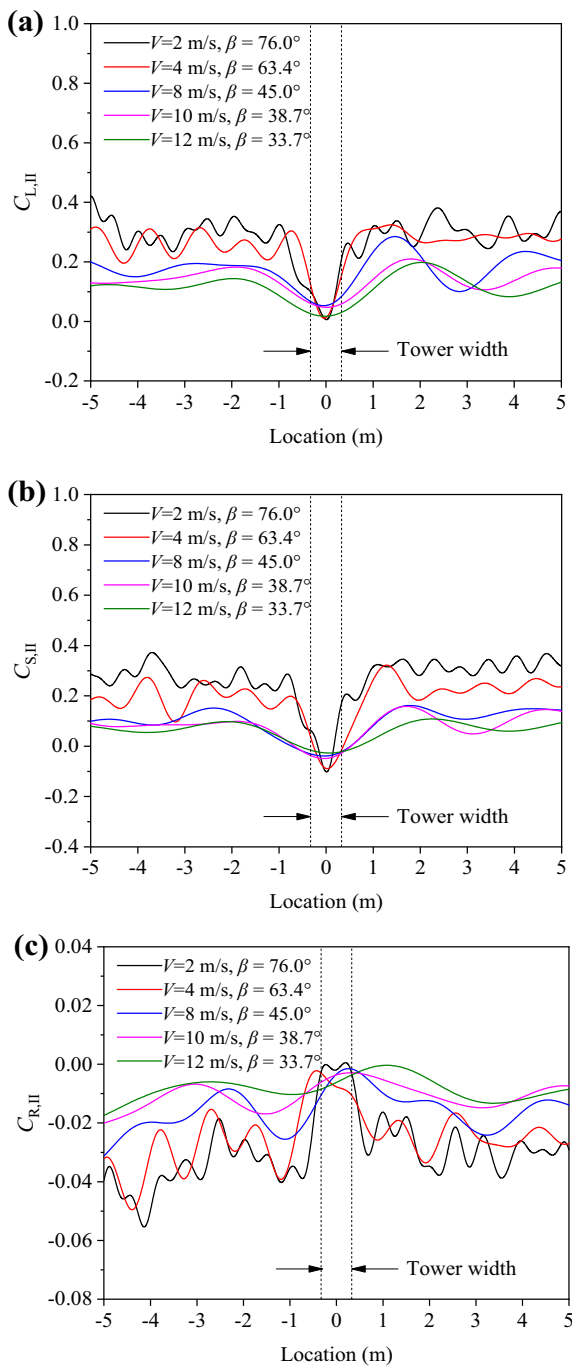 (a)
V=2 m/s, β = 76.0°
V=4 m/s, β = 63.4°
V=8 m/s, β = 45.0°
V=10 m/s, β = 38.7°
V=12 m/s, β = 33.7°
1.0
0.8
0.6
0.4
0.2
0.0
-0.2
C_L,II
Tower width
-5 -4 -3 -2 -1 0 1 2 3 4 5
Location (m)
(b)
V=2 m/s, β = 76.0°
V=4 m/s, β = 63.4°
V=8 m/s, β = 45.0°
V=10 m/s, β = 38.7°
V=12 m/s, β = 33.7°
1.0
0.8
0.6
0.4
0.2
0.0
-0.2
-0.4
C_S,II
Tower width
-5 -4 -3 -2 -1 0 1 2 3 4 5
Location (m)
(c)
V=2 m/s, β = 76.0°
V=4 m/s, β = 63.4°
V=8 m/s, β = 45.0°
V=10 m/s, β = 38.7°
V=12 m/s, β = 33.7°
0.04
0.02
0.00
-0.02
-0.04
-0.06
-0.08
C_R,II
Tower width
-5 -4 -3 -2 -1 0 1 2 3 4 5
Location (m)